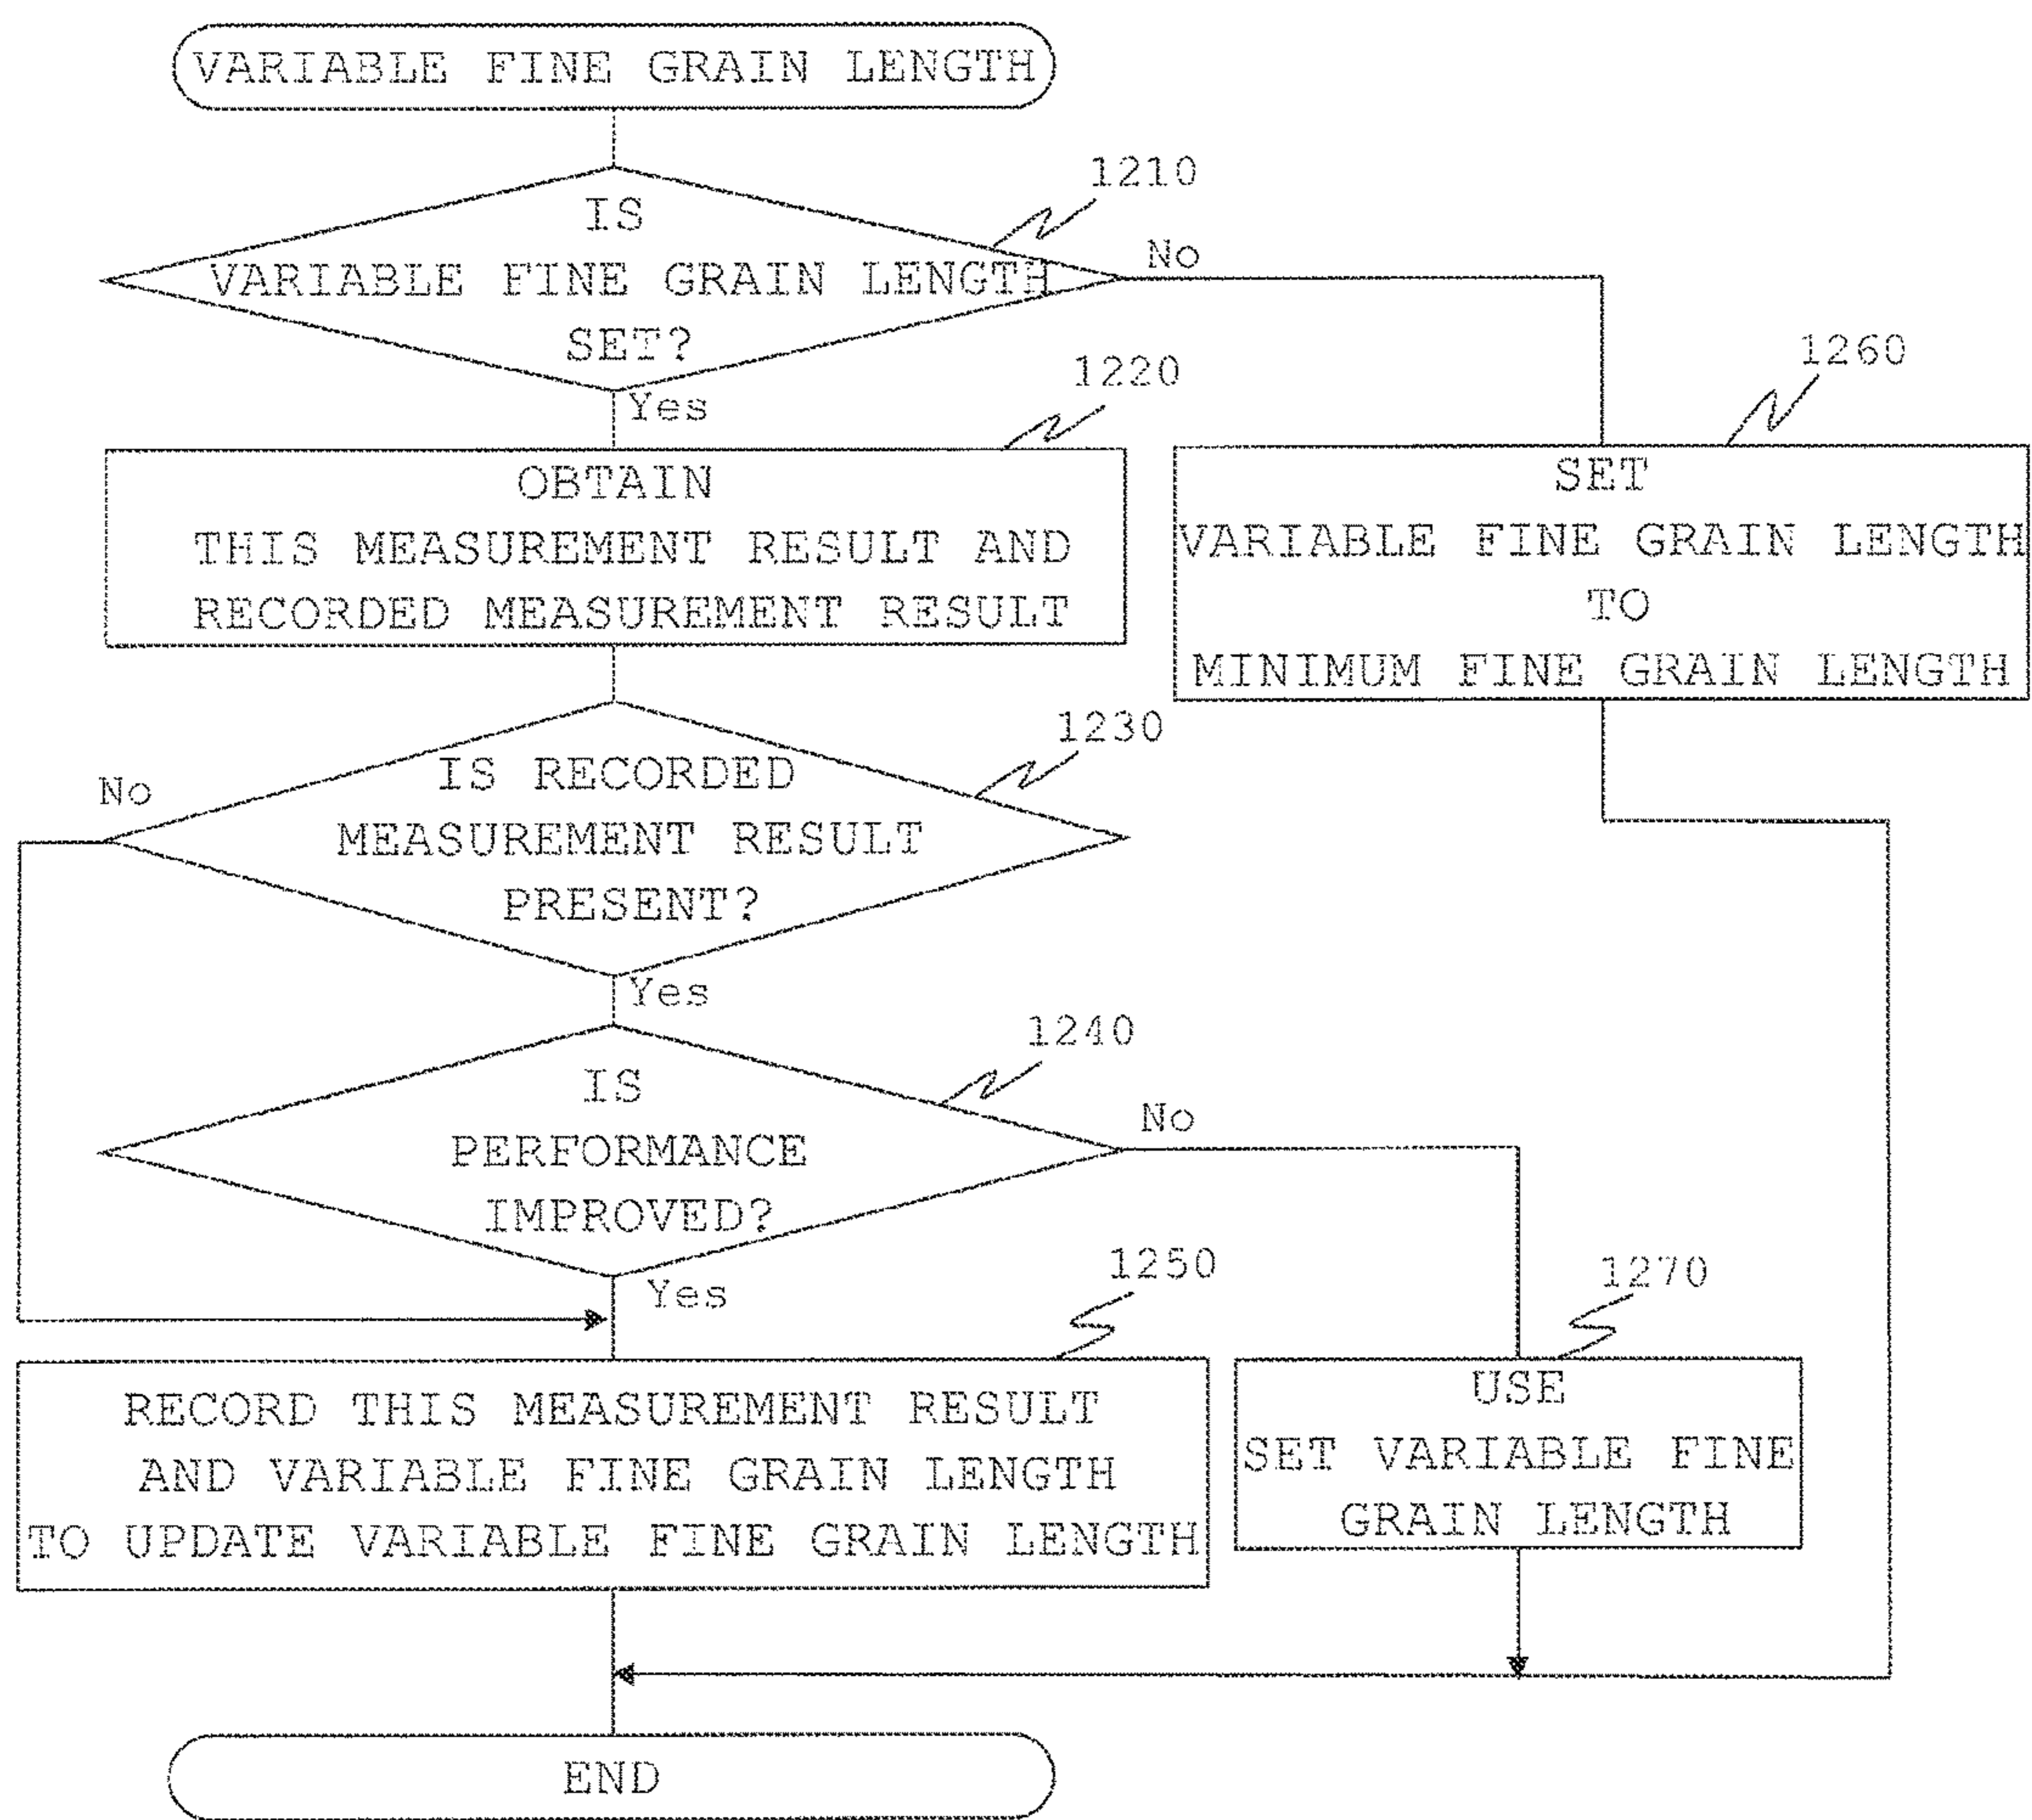 VARIABLE FINE GRAIN LENGTH
1210
IS
VARIABLE FINE GRAIN LENGTH
SET?
No
Yes
1220
OBTAIN
THIS MEASUREMENT RESULT AND
RECORDED MEASUREMENT RESULT
1260
SET
VARIABLE FINE GRAIN LENGTH
TO
MINIMUM FINE GRAIN LENGTH
1230
IS RECORDED
MEASUREMENT RESULT
PRESENT?
No
Yes
1240
IS
PERFORMANCE
IMPROVED?
No
Yes
1250
RECORD THIS MEASUREMENT RESULT
AND VARIABLE FINE GRAIN LENGTH
TO UPDATE VARIABLE FINE GRAIN LENGTH
1270
USE
SET VARIABLE FINE
GRAIN LENGTH
END